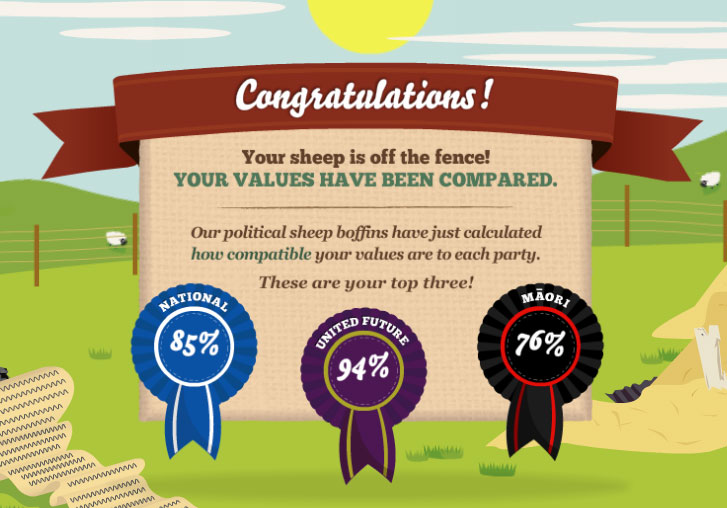 Congratulations!
Your sheep is off the fence!
YOUR VALUES HAVE BEEN COMPARED.
Our political sheep boffins have just calculated
how compatible your values are to each party.
These are your top three!
NATIONAL
85%
UNITED FUTURE
94%
MĀORI
76%